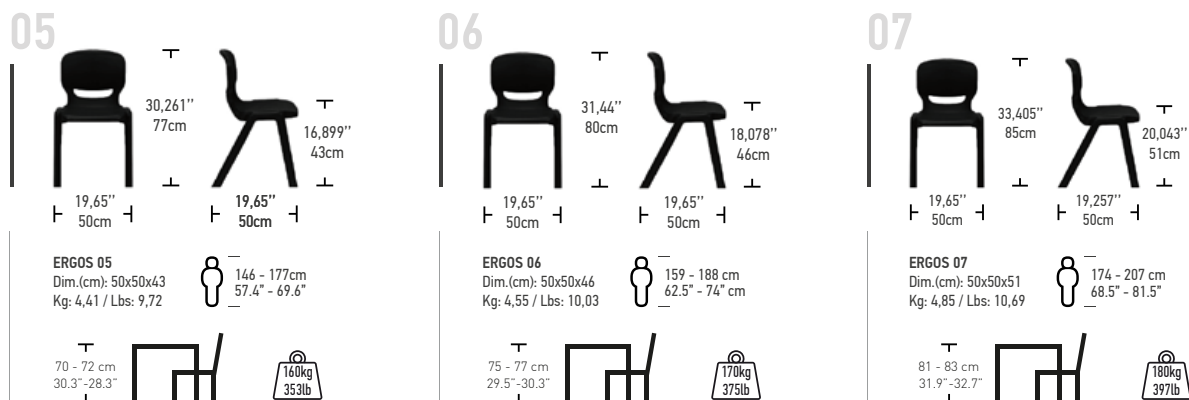 05
30,261’’
77cm
16,899’’
43cm
19,65’’
50cm
19,65’’
50cm
ERGOS 05
Dim.(cm): 50x50x43
Kg: 4,41 / Lbs: 9,72
146 - 177cm
57.4” - 69.6”
70 - 72 cm
30.3”-28.3”
160kg
353lb
06
31,44’’
80cm
18,078’’
46cm
19,65’’
50cm
19,65’’
50cm
ERGOS 06
Dim.(cm): 50x50x46
Kg: 4,55 / Lbs: 10,03
159 - 188 cm
62.5” - 74” cm
75 - 77 cm
29.5”-30.3”
170kg
375lb
07
33,405’’
85cm
20,043’’
51cm
19,65’’
50cm
19,257’’
50cm
ERGOS 07
Dim.(cm): 50x50x51
Kg: 4,85 / Lbs: 10,69
174 - 207 cm
68.5” - 81.5”
81 - 83 cm
31.9”-32.7”
180kg
397lb